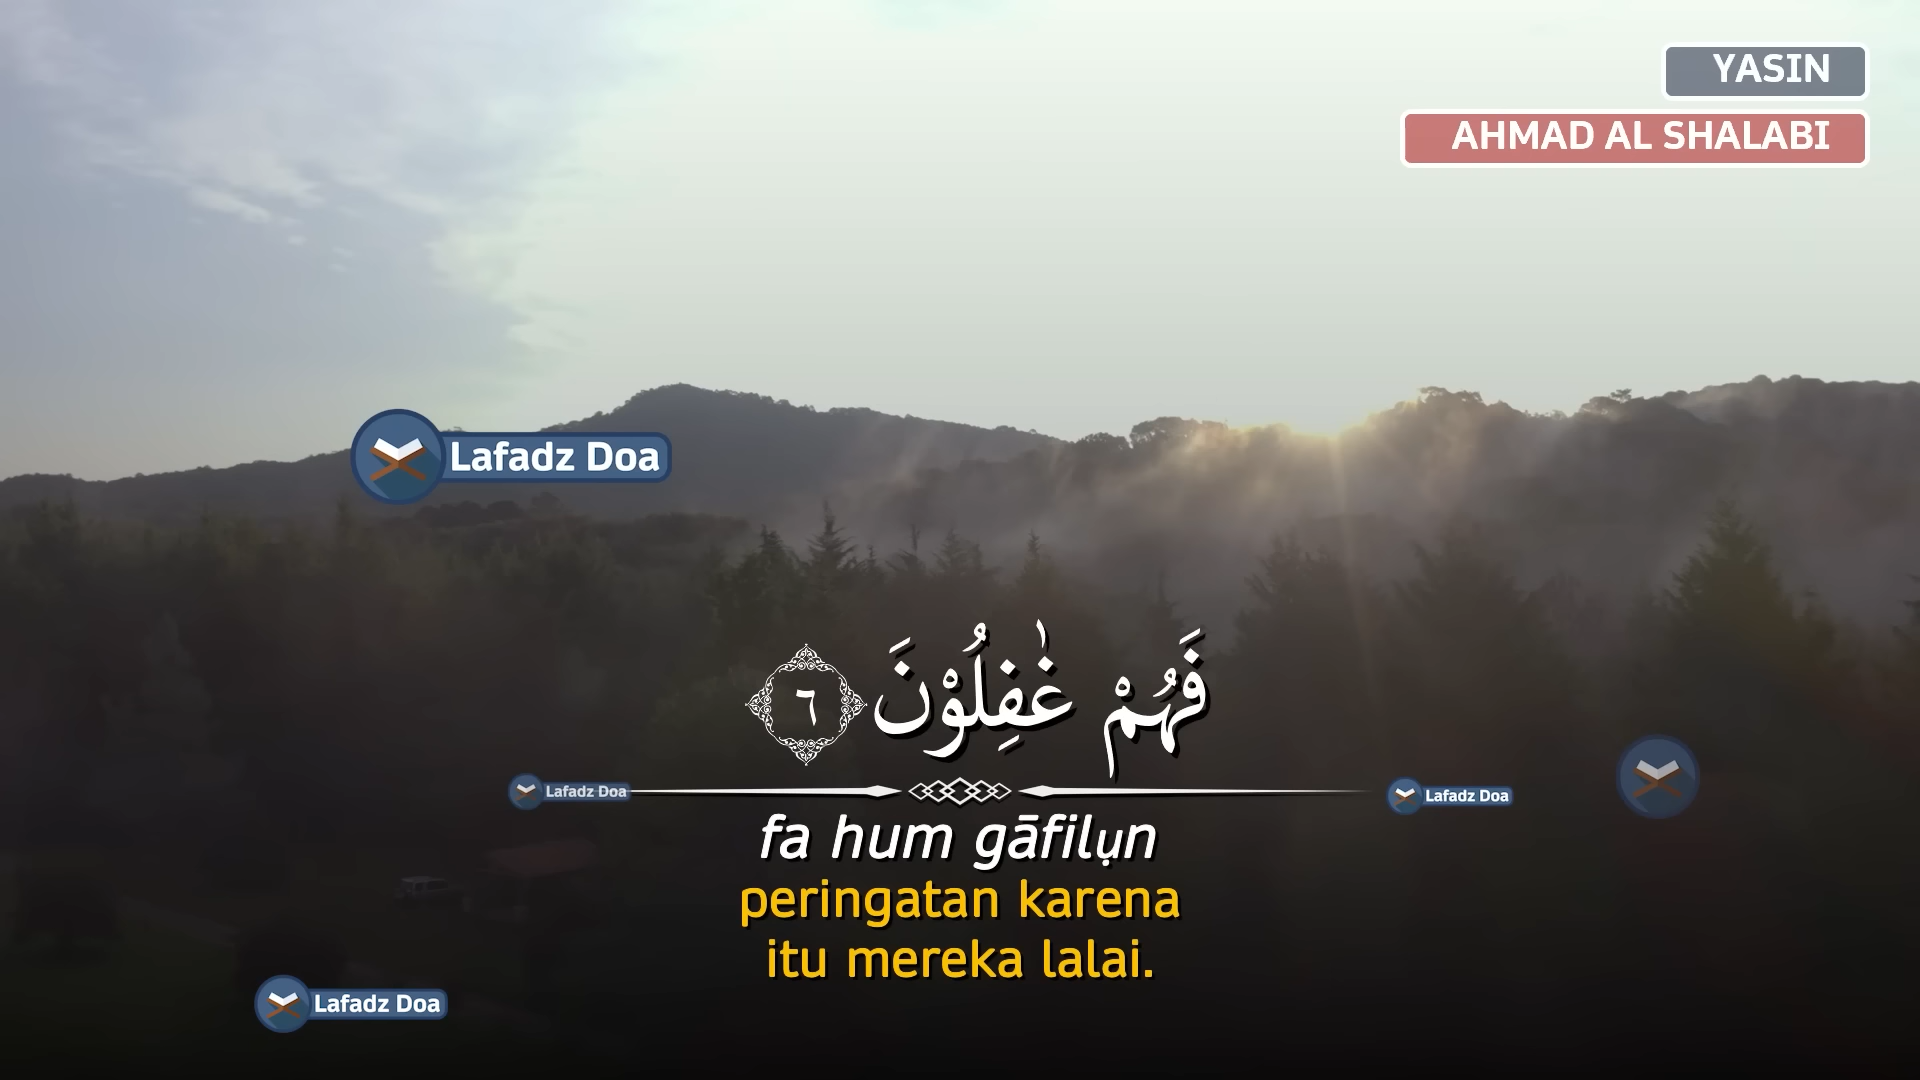 YASIN
AHMAD AL SHALABI
Lafadz Doa
فَهُمْ غٰفِلُوْنَ ٦
Lafadz Doa
Lafadz Doa
fa hum gāfilụn
peringatan karena
itu mereka lalai.
Lafadz Doa